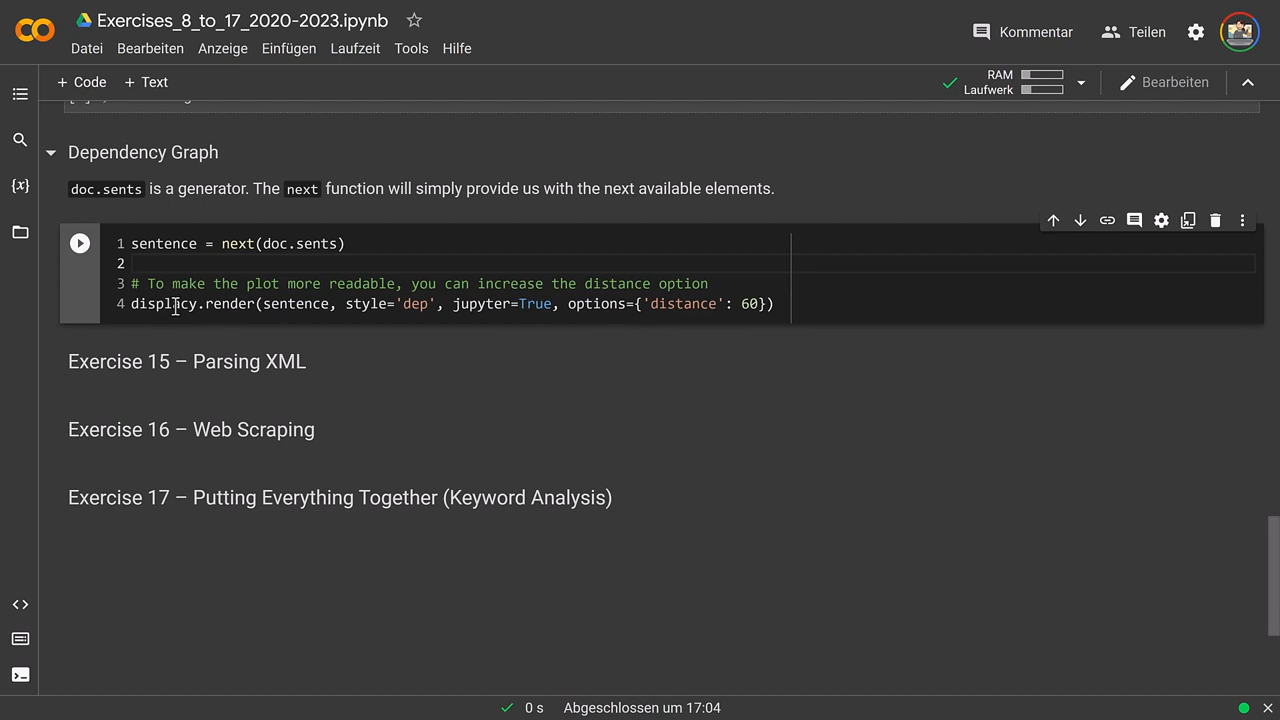 Exercises_8_to_17_2020-2023.ipynb
Datei Bearbeiten Anzeige Einfügen Laufzeit Tools Hilfe
Kommentar Teilen
+ Code + Text
RAM
Laufwerk
Bearbeiten
Dependency Graph
doc.sents is a generator. The next function will simply provide us with the next available elements.
1 sentence = next(doc.sents)
2
3 # To make the plot more readable, you can increase the distance option
4 displacy.render(sentence, style='dep', jupyter=True, options={'distance': 60})
Exercise 15 – Parsing XML
Exercise 16 – Web Scraping
Exercise 17 – Putting Everything Together (Keyword Analysis)
0 s Abgeschlossen um 17:04